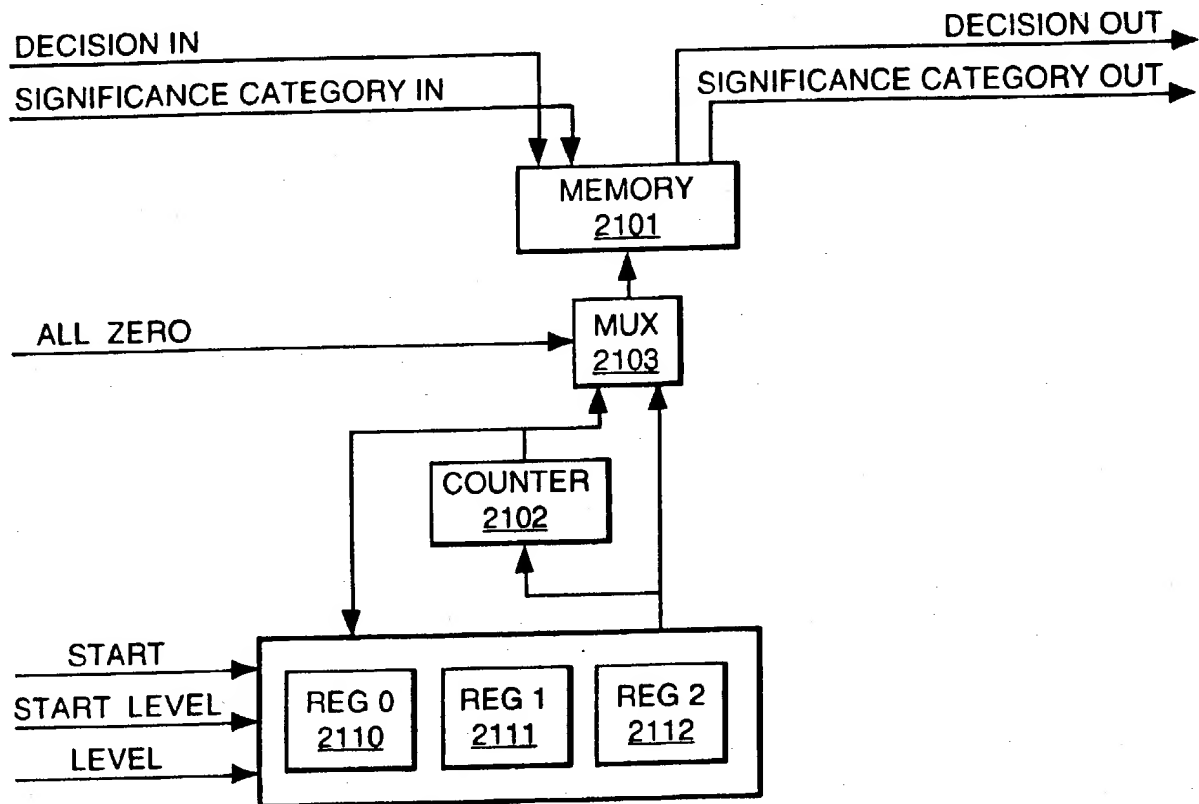 DECISION IN
DECISION OUT
SIGNIFICANCE CATEGORY IN
SIGNIFICANCE CATEGORY OUT
MEMORY
2101
ALL ZERO
MUX
2103
COUNTER
2102
START
START LEVEL
LEVEL
REG 0
2110
REG 1
2111
REG 2
2112